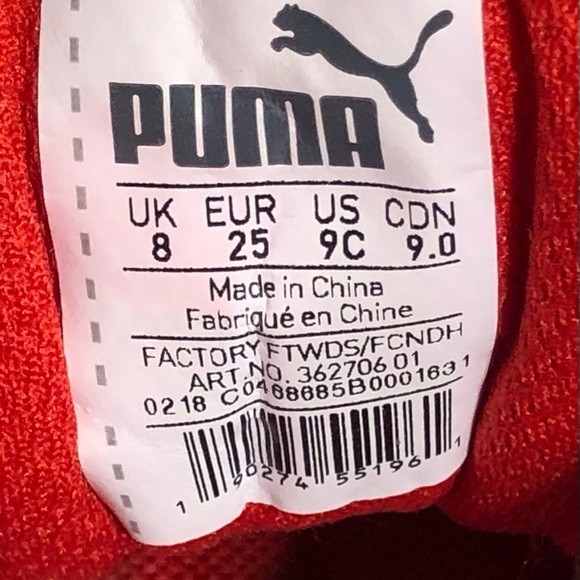 PUMA
UK EUR US CDN
8 25 9C 9.0
Made in China
Fabriqué en Chine
FACTORY FTWDS/FCNDH
ART.NO. 362706 01
0218 C0468685B0001631
1 90274 55196 1